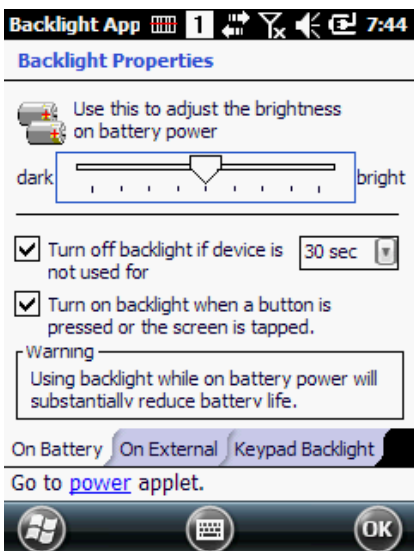 Backlight App 1 7:44
Backlight Properties
Use this to adjust the brightness
on battery power
dark bright
Turn off backlight if device is 30 sec
not used for
Turn on backlight when a button is
pressed or the screen is tapped.
Warning
Using backlight while on battery power will
substantially reduce battery life.
On Battery On External Keypad Backlight
Go to power applet.
OK